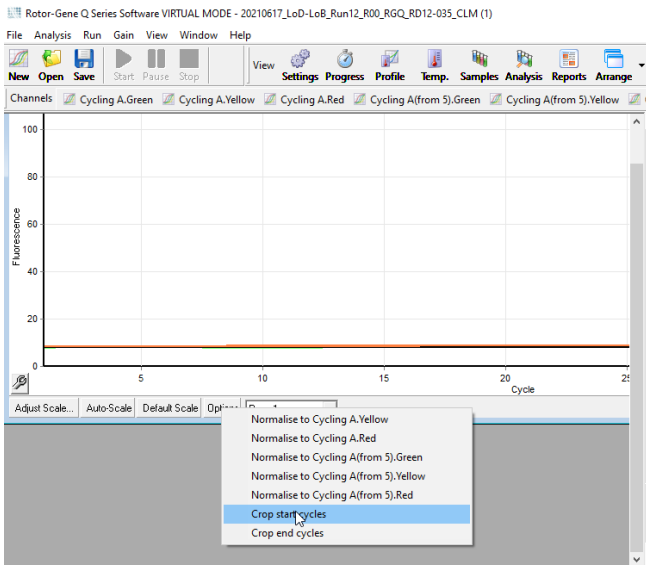 Rotor-Gene Q Series Software VIRTUAL MODE - 20210617_LoD-LoB_Run12_R00_RGQ_RD12-035_CLM (1)
File Analysis Run Gain View Window Help
New Open Save Start Pause Stop View Settings Progress Profile Temp. Samples Analysis Reports Arrange
Channels Cycling A.Green Cycling A.Yellow Cycling A.Red Cycling A(from 5).Green Cycling A(from 5).Yellow
100
80
60
40
20
0
Fluorescence
5 10 15 20 25
Cycle
Adjust Scale... Auto-Scale Default Scale
Normalise to Cycling A.Yellow
Normalise to Cycling A.Red
Normalise to Cycling A(from 5).Green
Normalise to Cycling A(from 5).Yellow
Normalise to Cycling A(from 5).Red
Crop start cycles
Crop end cycles